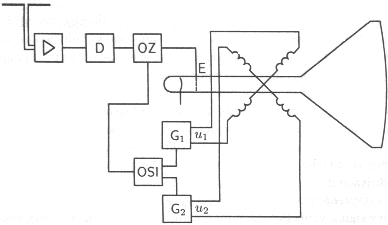 D
OZ
E
G₁ u₁
OSI
G₂ u₂